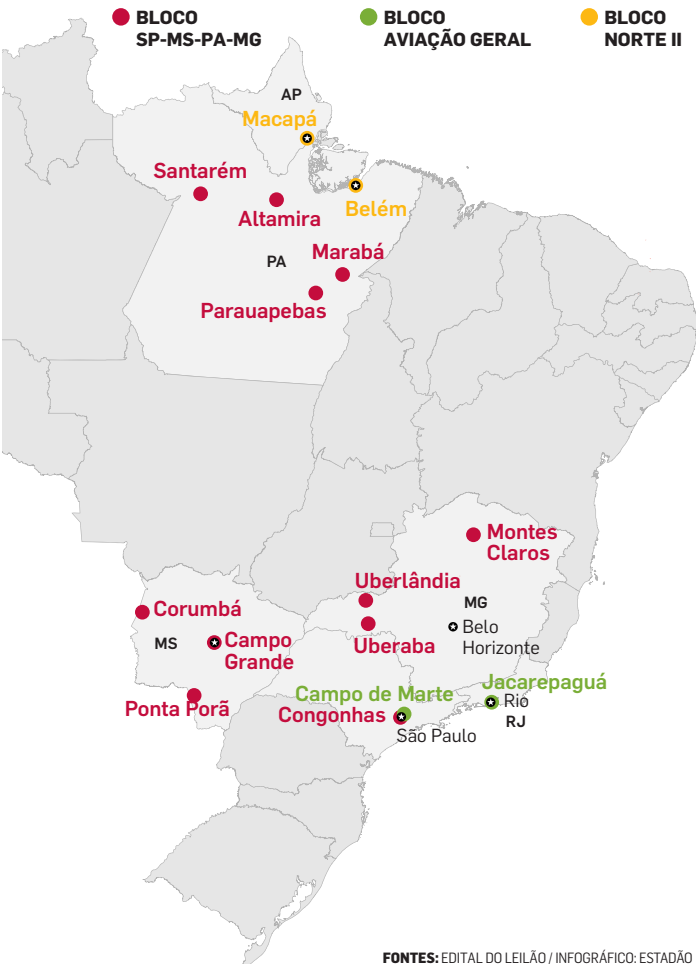 BLOCO
SP-MS-PA-MG
BLOCO
AVIAÇÃO GERAL
BLOCO
NORTE II
AP
Macapá
Santarém
Altamira
Belém
PA
Marabá
Parauapebas
Montes
Claros
Uberlândia
MG
Corumbá
Belo
Horizonte
MS
Campo
Grande
Uberaba
Jacarepaguá
Campo de Marte
Rio
Ponta Porã
Congonhas
RJ
São Paulo
FONTES: EDITAL DO LEILÃO / INFOGRÁFICO: ESTADÃO